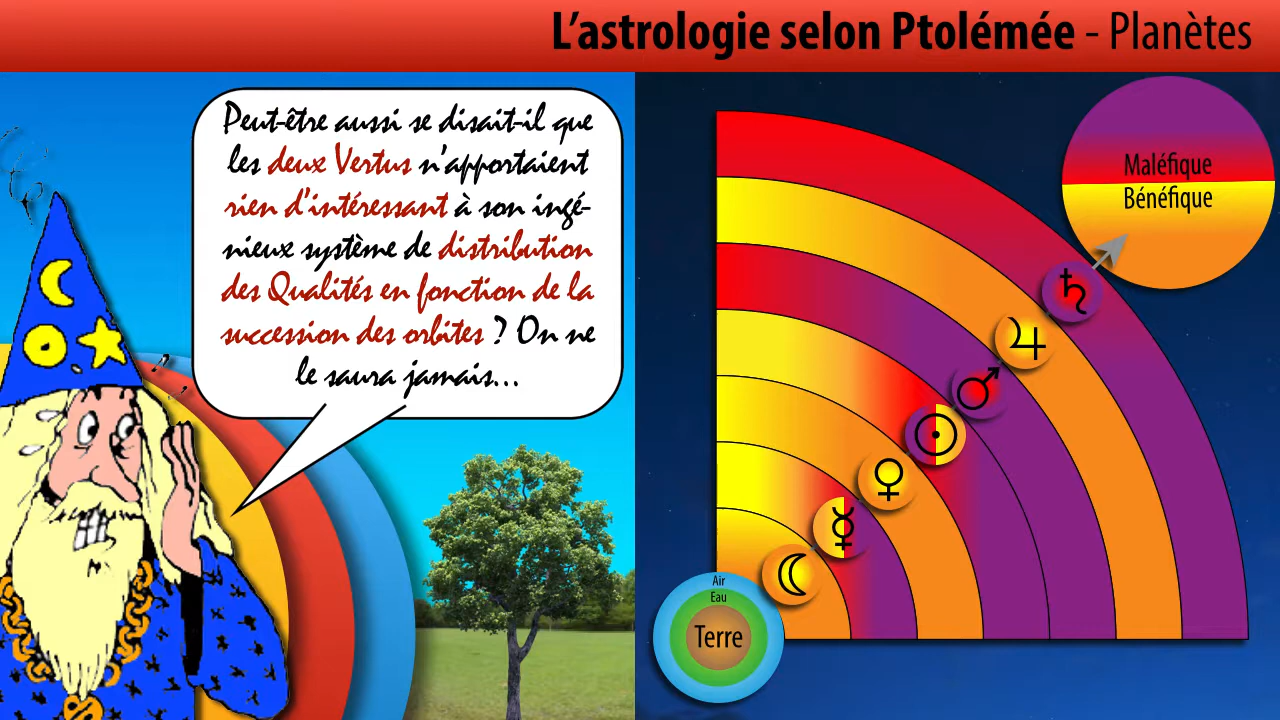 L'astrologie selon Ptolémée - Planètes
Peut-être aussi se disait-il que
les deux Vertus n'apportaient
rien d'intéressant à son ingé-
nieux système de distribution
des Qualités en fonction de la
succession des orbites ? On ne
le saura jamais...
Maléfique
Bénéfique
Air
Eau
Terre